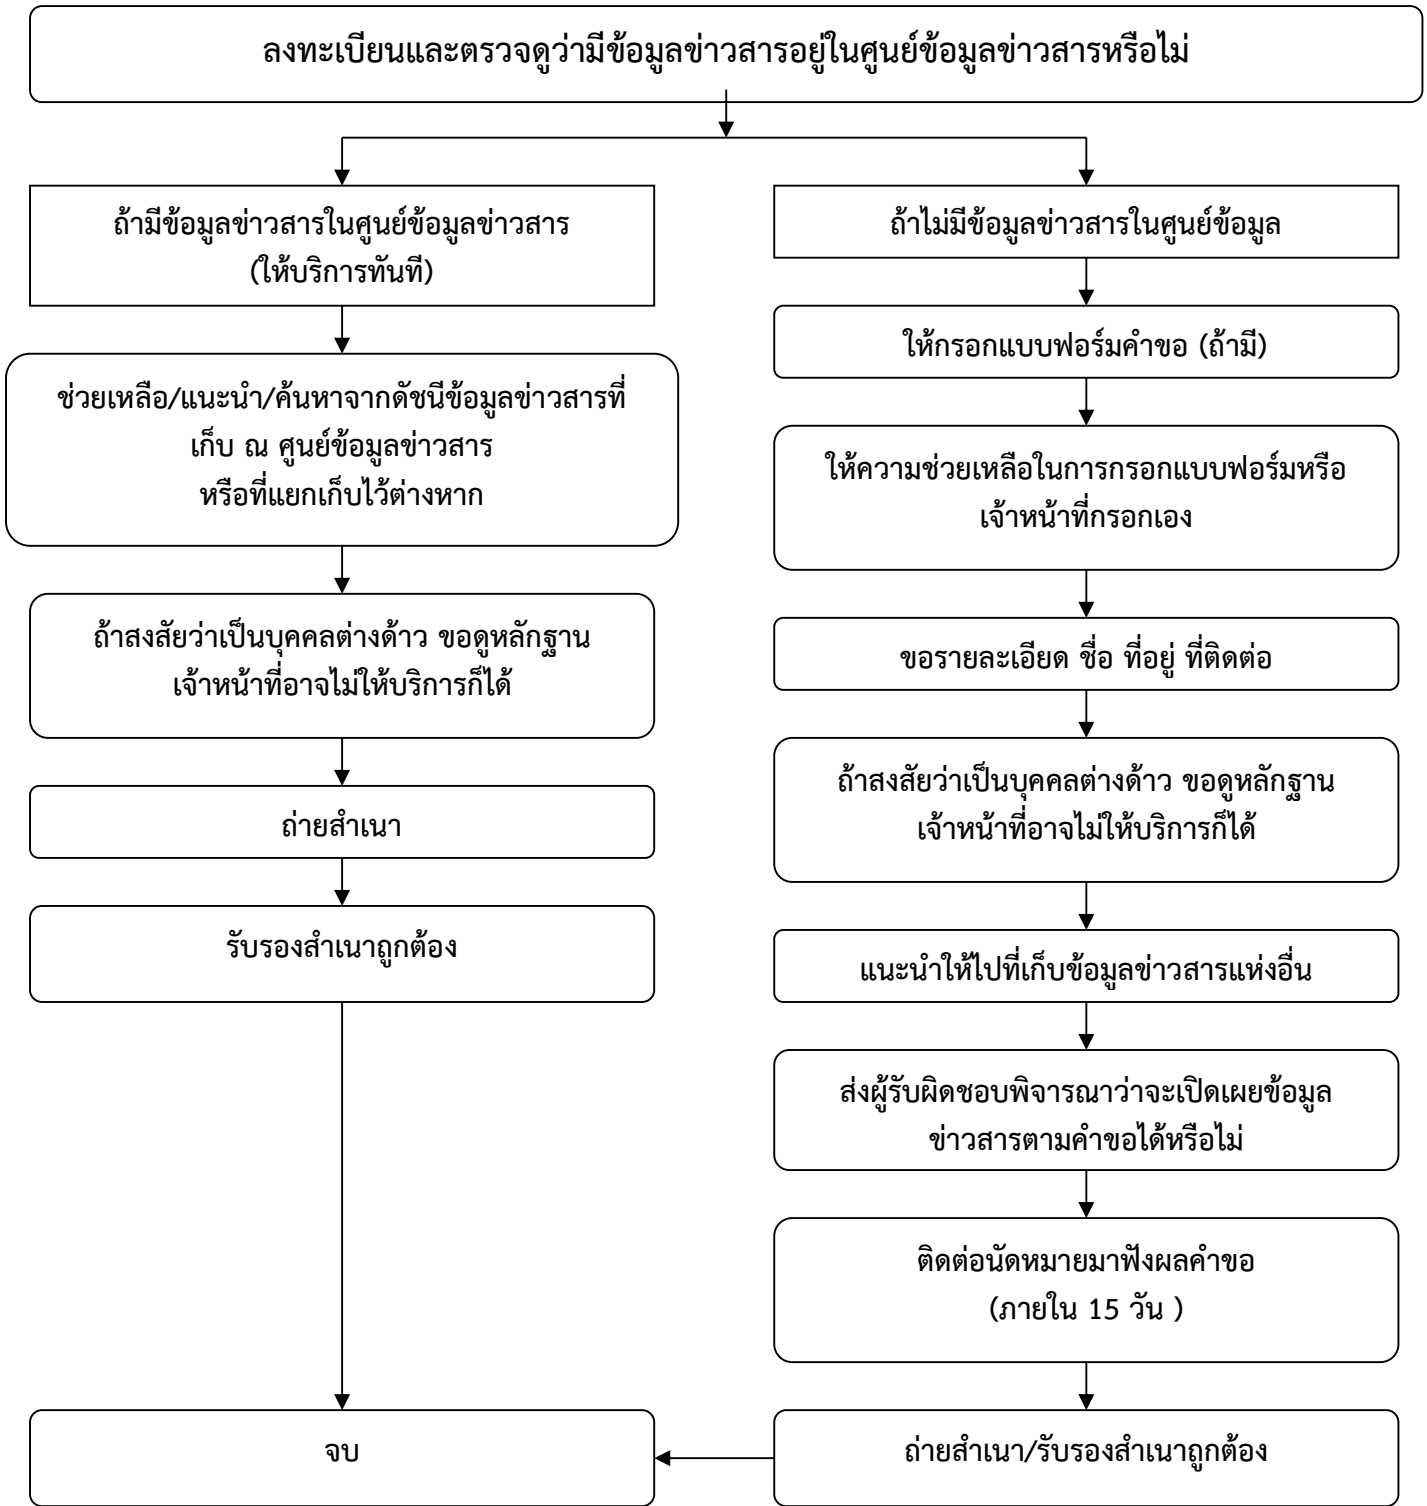 ลงทะเบียนและตรวจดูว่ามีข้อมูลข่าวสารอยู่ในศูนย์ข้อมูลข่าวสารหรือไม่
ถ้ามีข้อมูลข่าวสารในศูนย์ข้อมูลข่าวสาร
(ให้บริการทันที)
ช่วยเหลือ/แนะนำ/ค้นหาจากดัชนีข้อมูลข่าวสารที่
เก็บ ณ ศูนย์ข้อมูลข่าวสาร
หรือที่แยกเก็บไว้ต่างหาก
ถ้าสงสัยว่าเป็นบุคคลต่างด้าว ขอดูหลักฐาน
เจ้าหน้าที่อาจไม่ให้บริการก็ได้
ถ่ายสำเนา
รับรองสำเนาถูกต้อง
ถ้าไม่มีข้อมูลข่าวสารในศูนย์ข้อมูล
ให้กรอกแบบฟอร์มคำขอ (ถ้ามี)
ให้ความช่วยเหลือในการกรอกแบบฟอร์มหรือ
เจ้าหน้าที่กรอกเอง
ขอรายละเอียด ชื่อ ที่อยู่ ที่ติดต่อ
ถ้าสงสัยว่าเป็นบุคคลต่างด้าว ขอดูหลักฐาน
เจ้าหน้าที่อาจไม่ให้บริการก็ได้
แนะนำให้ไปที่เก็บข้อมูลข่าวสารแห่งอื่น
ส่งผู้รับผิดชอบพิจารณาว่าจะเปิดเผยข้อมูล
ข่าวสารตามคำขอได้หรือไม่
ติดต่อนัดหมายมาฟังผลคำขอ
(ภายใน 15 วัน )
ถ่ายสำเนา/รับรองสำเนาถูกต้อง
จบ